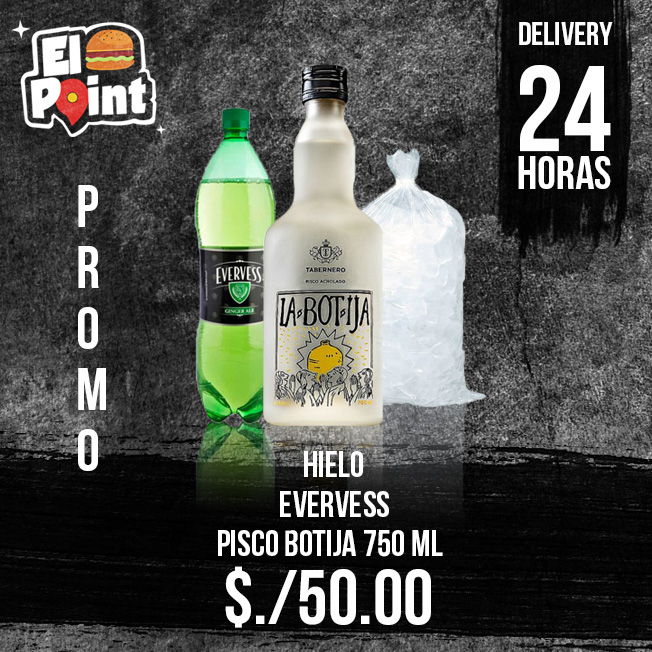 El
Point
DELIVERY
24
HORAS
P
R
O
M
O
EVERVESS
GINGER ALE
T
TABERNERO
PISCO ACHOLADO
LA BOTIJA
HIELO
EVERVESS
PISCO BOTIJA 750 ML
$./50.00